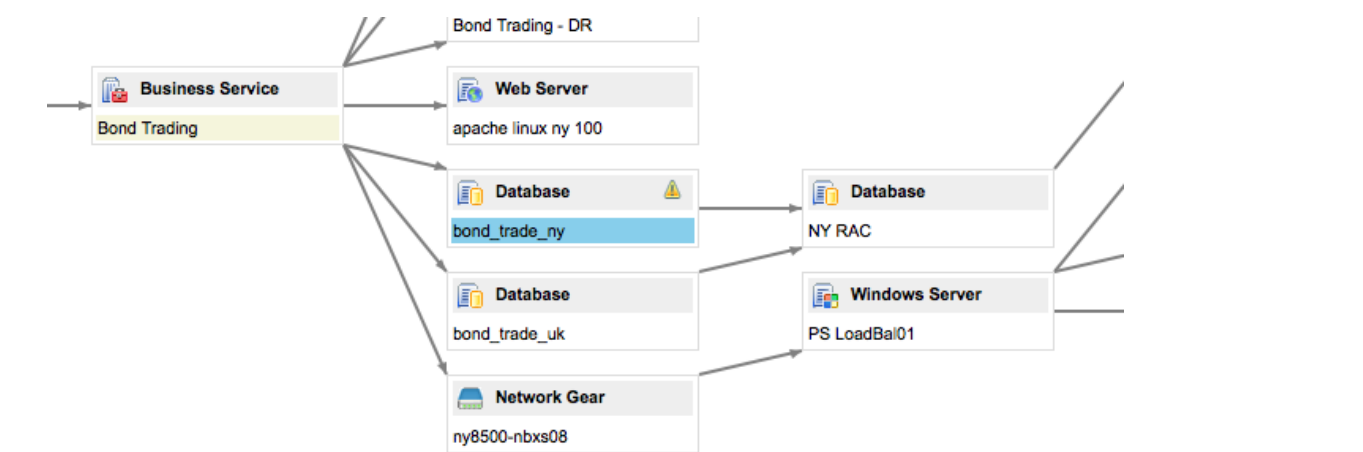 Bond Trading - DR
Business Service
Bond Trading
Web Server
apache linux ny 100
Database
bond_trade_ny
Database
NY RAC
Database
bond_trade_uk
Windows Server
PS LoadBal01
Network Gear
ny8500-nbxs08